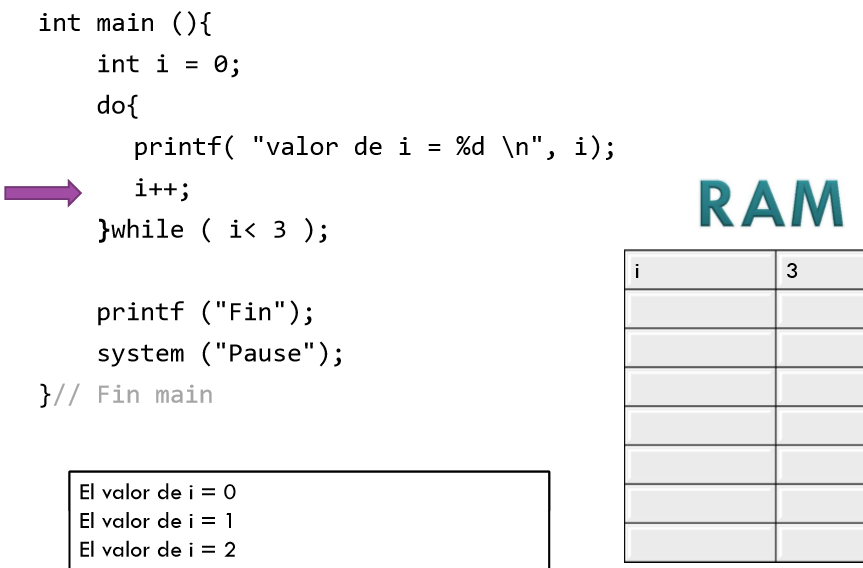 int main (){
int i = 0;
do{
printf( "valor de i = %d \n", i);
i++;
}while ( i< 3 );
printf ("Fin");
system ("Pause");
}// Fin main
RAM
i 3
El valor de i = 0
El valor de i = 1
El valor de i = 2